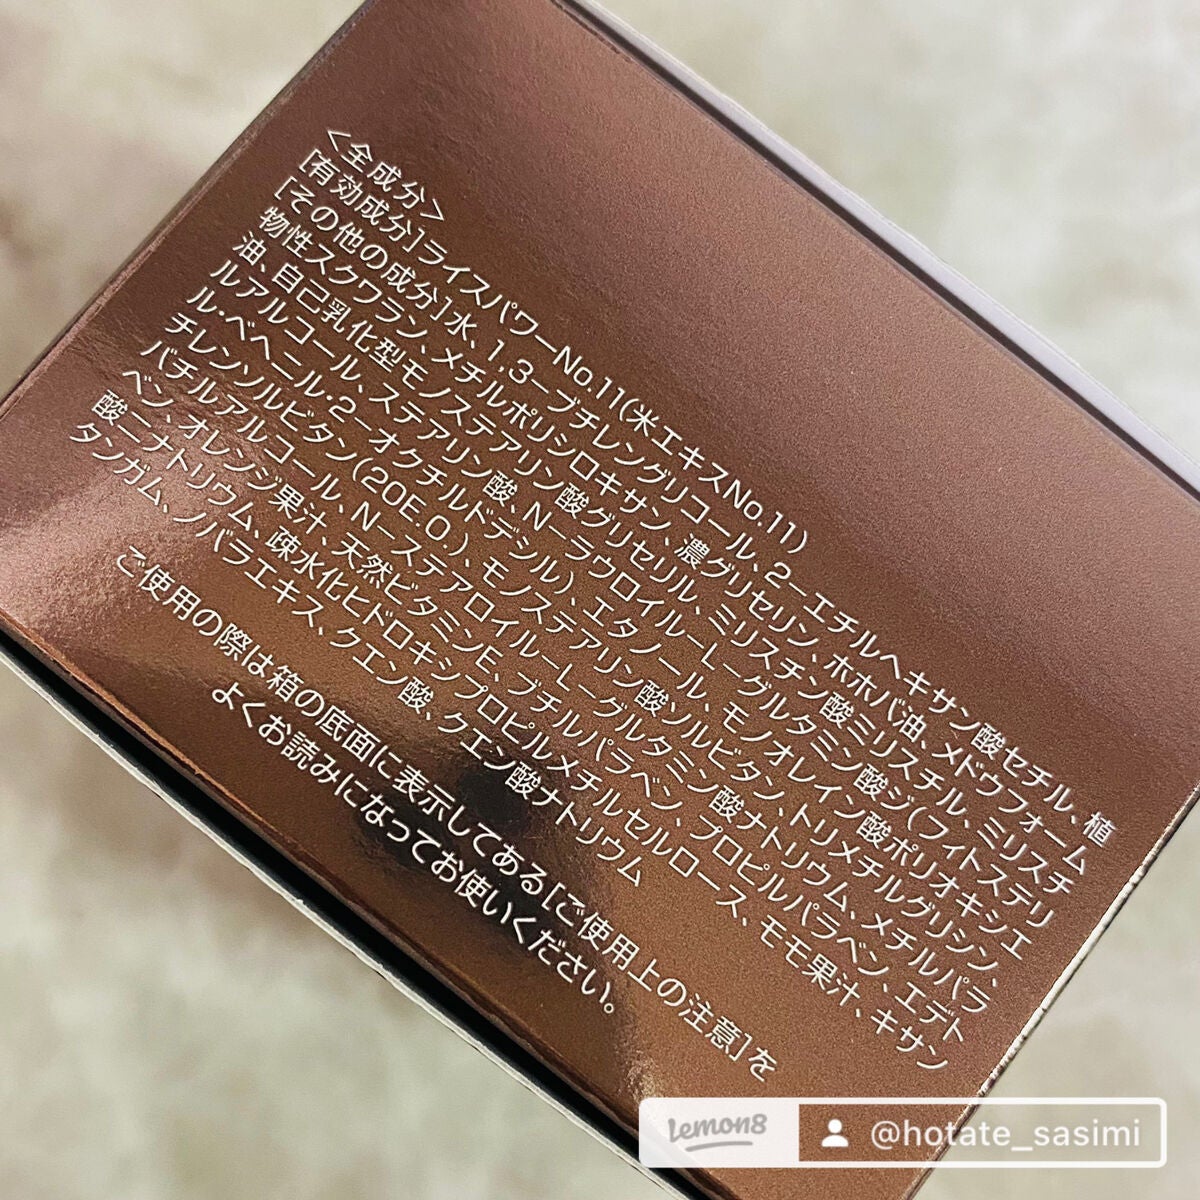 <全成分>
[有効成分]ライスパワーNo.11(米エキスNo.11)
[その他の成分]水、1,3-ブチレングリコール、2-エチルヘキサン酸セチル、植
物性スクワラン、メチルポリシロキサン、濃グリセリン、ホホバ油、メドウフォーム
油、自己乳化型モノステアリン酸グリセリル、ミリスチン酸ミリスチル、ミリスチ
ルアルコール、ステアリン酸、N-ラウロイル-L-グルタミン酸ジ(フィトステリ
ル・ベヘニル・2-オクチルドデシル)、エタノール、モノオレイン酸ポリオキシエ
チレンソルビタン(20E.O.)、モノステアリン酸ソルビタン、トリメチルグリシン、
バチルアルコール、N-ステアロイル-L-グルタミン酸ナトリウム、メチルパラ
ベン、オレンジ果汁、天然ビタミンE、ブチルパラベン、プロピルパラベン、エデト
酸二ナトリウム、疎水化ヒドロキシプロピルメチルセルロース、モモ果汁、キサン
タンガム、ノバラエキス、クエン酸、クエン酸ナトリウム
ご使用の際は箱の底面に表示してある[ご使用上の注意]を
よくお読みになってお使いください。
Lemon8 @hotate_sasimi